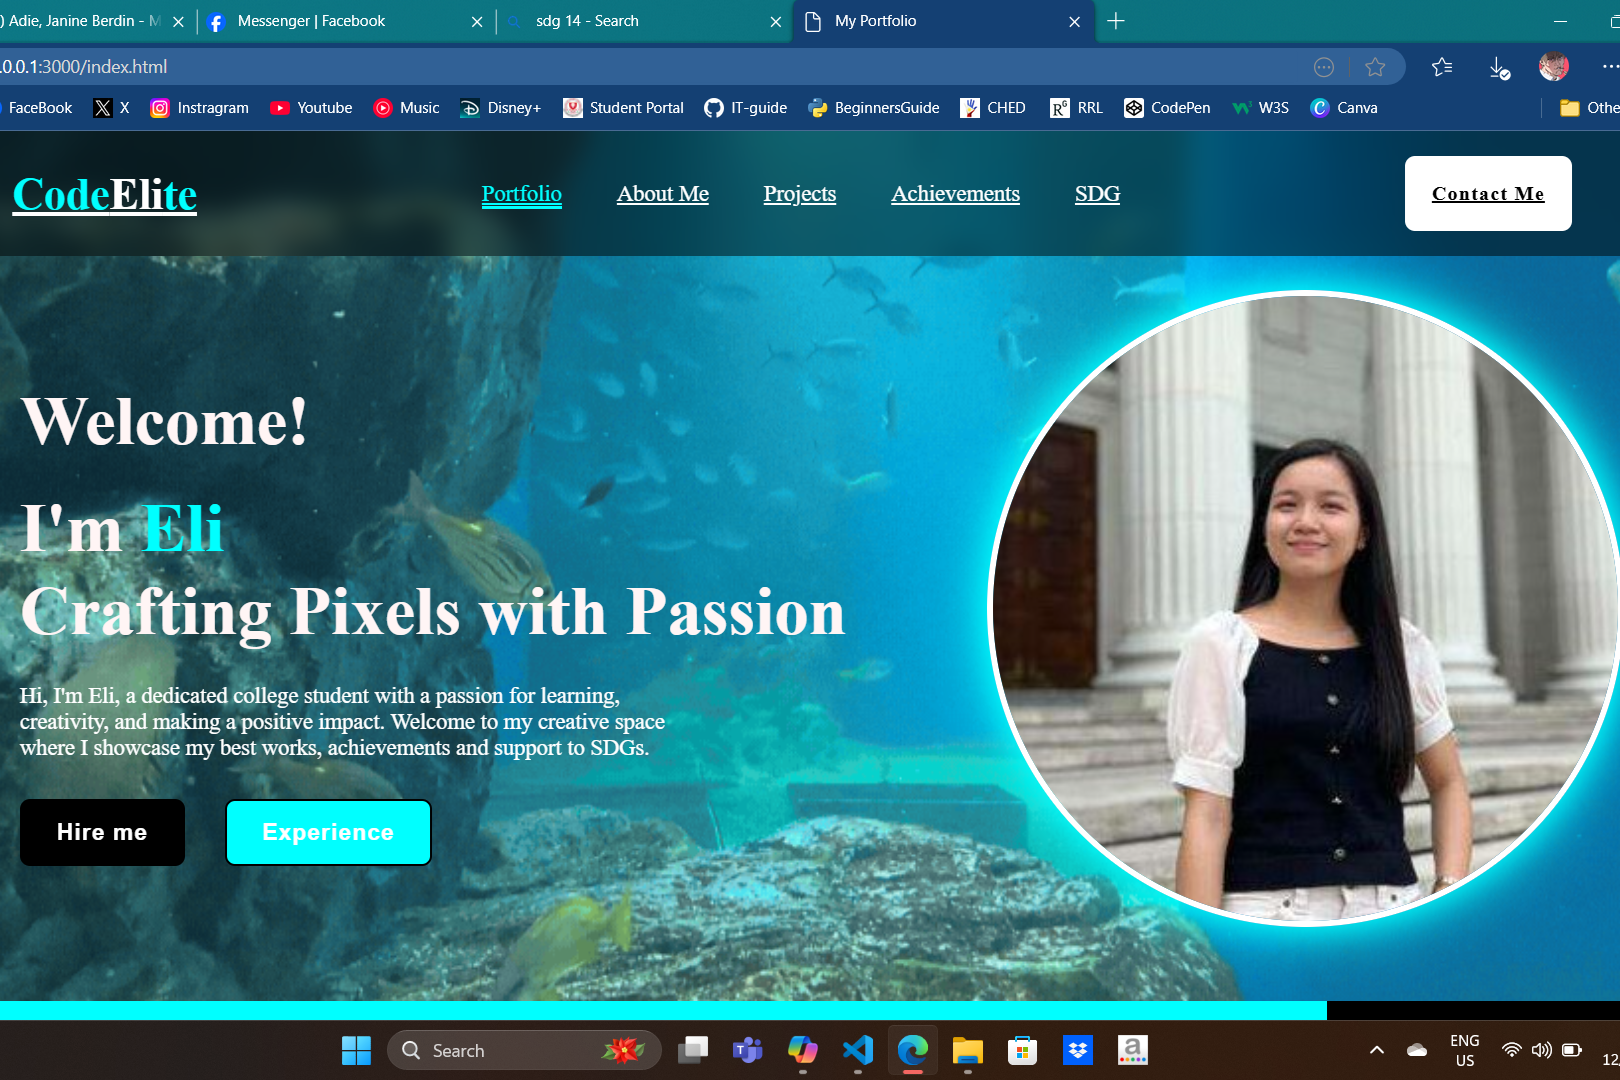 ) Adie, Janine Berdin - M
Messenger | Facebook
sdg 14 - Search
My Portfolio
.0.0.1:3000/index.html
FaceBook
X
Instragram
Youtube
Music
Disney+
Student Portal
IT-guide
BeginnersGuide
CHED
RRL
CodePen
W3S
Canva
Othe
CodeElite
Portfolio
About Me
Projects
Achievements
SDG
Contact Me
Welcome!
I'm Eli
Crafting Pixels with Passion
Hi, I'm Eli, a dedicated college student with a passion for learning,
creativity, and making a positive impact. Welcome to my creative space
where I showcase my best works, achievements and support to SDGs.
Hire me
Experience
Search
ENG
US
12